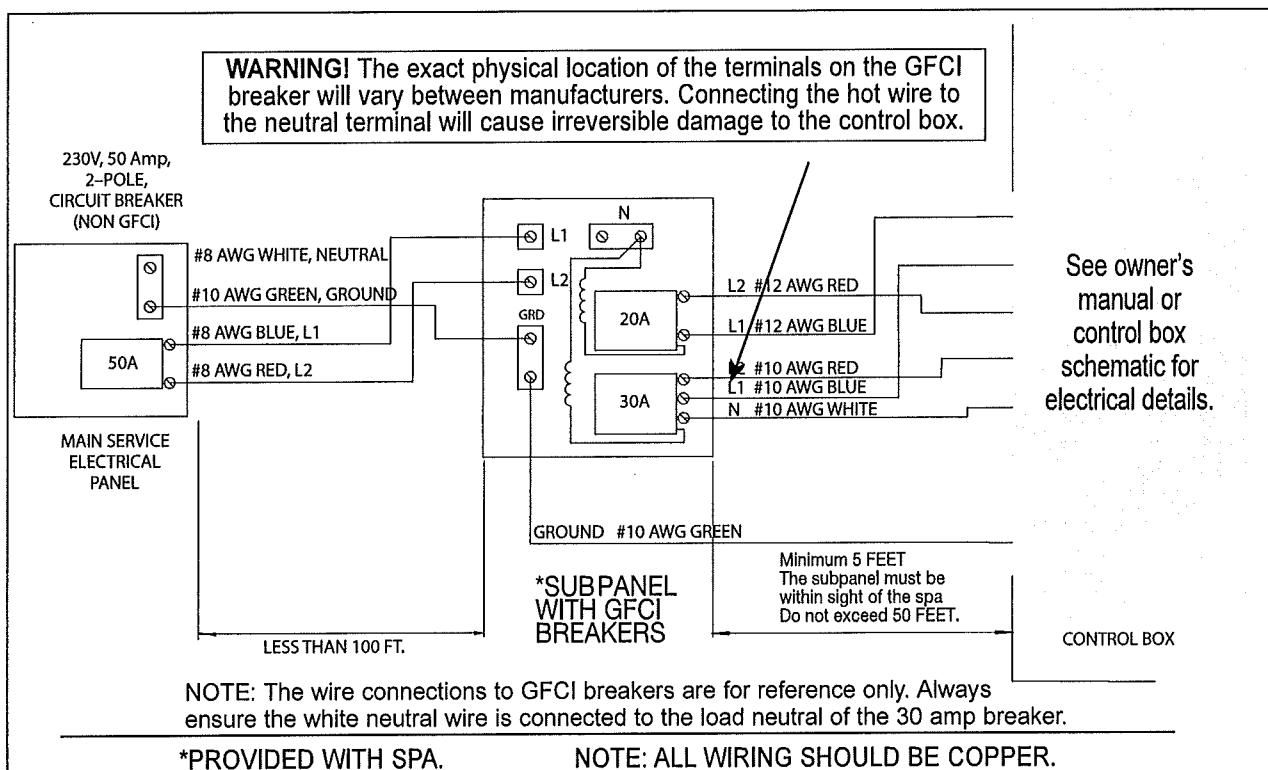 WARNING! The exact physical location of the terminals on the GFCI
breaker will vary between manufacturers. Connecting the hot wire to
the neutral terminal will cause irreversible damage to the control box.
230V, 50 Amp,
2–POLE,
CIRCUIT BREAKER
(NON GFCI)
#8 AWG WHITE, NEUTRAL
#10 AWG GREEN, GROUND
#8 AWG BLUE, L1
50A
#8 AWG RED, L2
MAIN SERVICE
ELECTRICAL
PANEL
L1
N
L2
GRD
20A
30A
L2 #12 AWG RED
L1 #12 AWG BLUE
L2 #10 AWG RED
L1 #10 AWG BLUE
N #10 AWG WHITE
See owner's
manual or
control box
schematic for
electrical details.
GROUND #10 AWG GREEN
*SUBPANEL
WITH GFCI
BREAKERS
Minimum 5 FEET
The subpanel must be
within sight of the spa
Do not exceed 50 FEET.
LESS THAN 100 FT.
CONTROL BOX
NOTE: The wire connections to GFCI breakers are for reference only. Always
ensure the white neutral wire is connected to the load neutral of the 30 amp breaker.
*PROVIDED WITH SPA.
NOTE: ALL WIRING SHOULD BE COPPER.